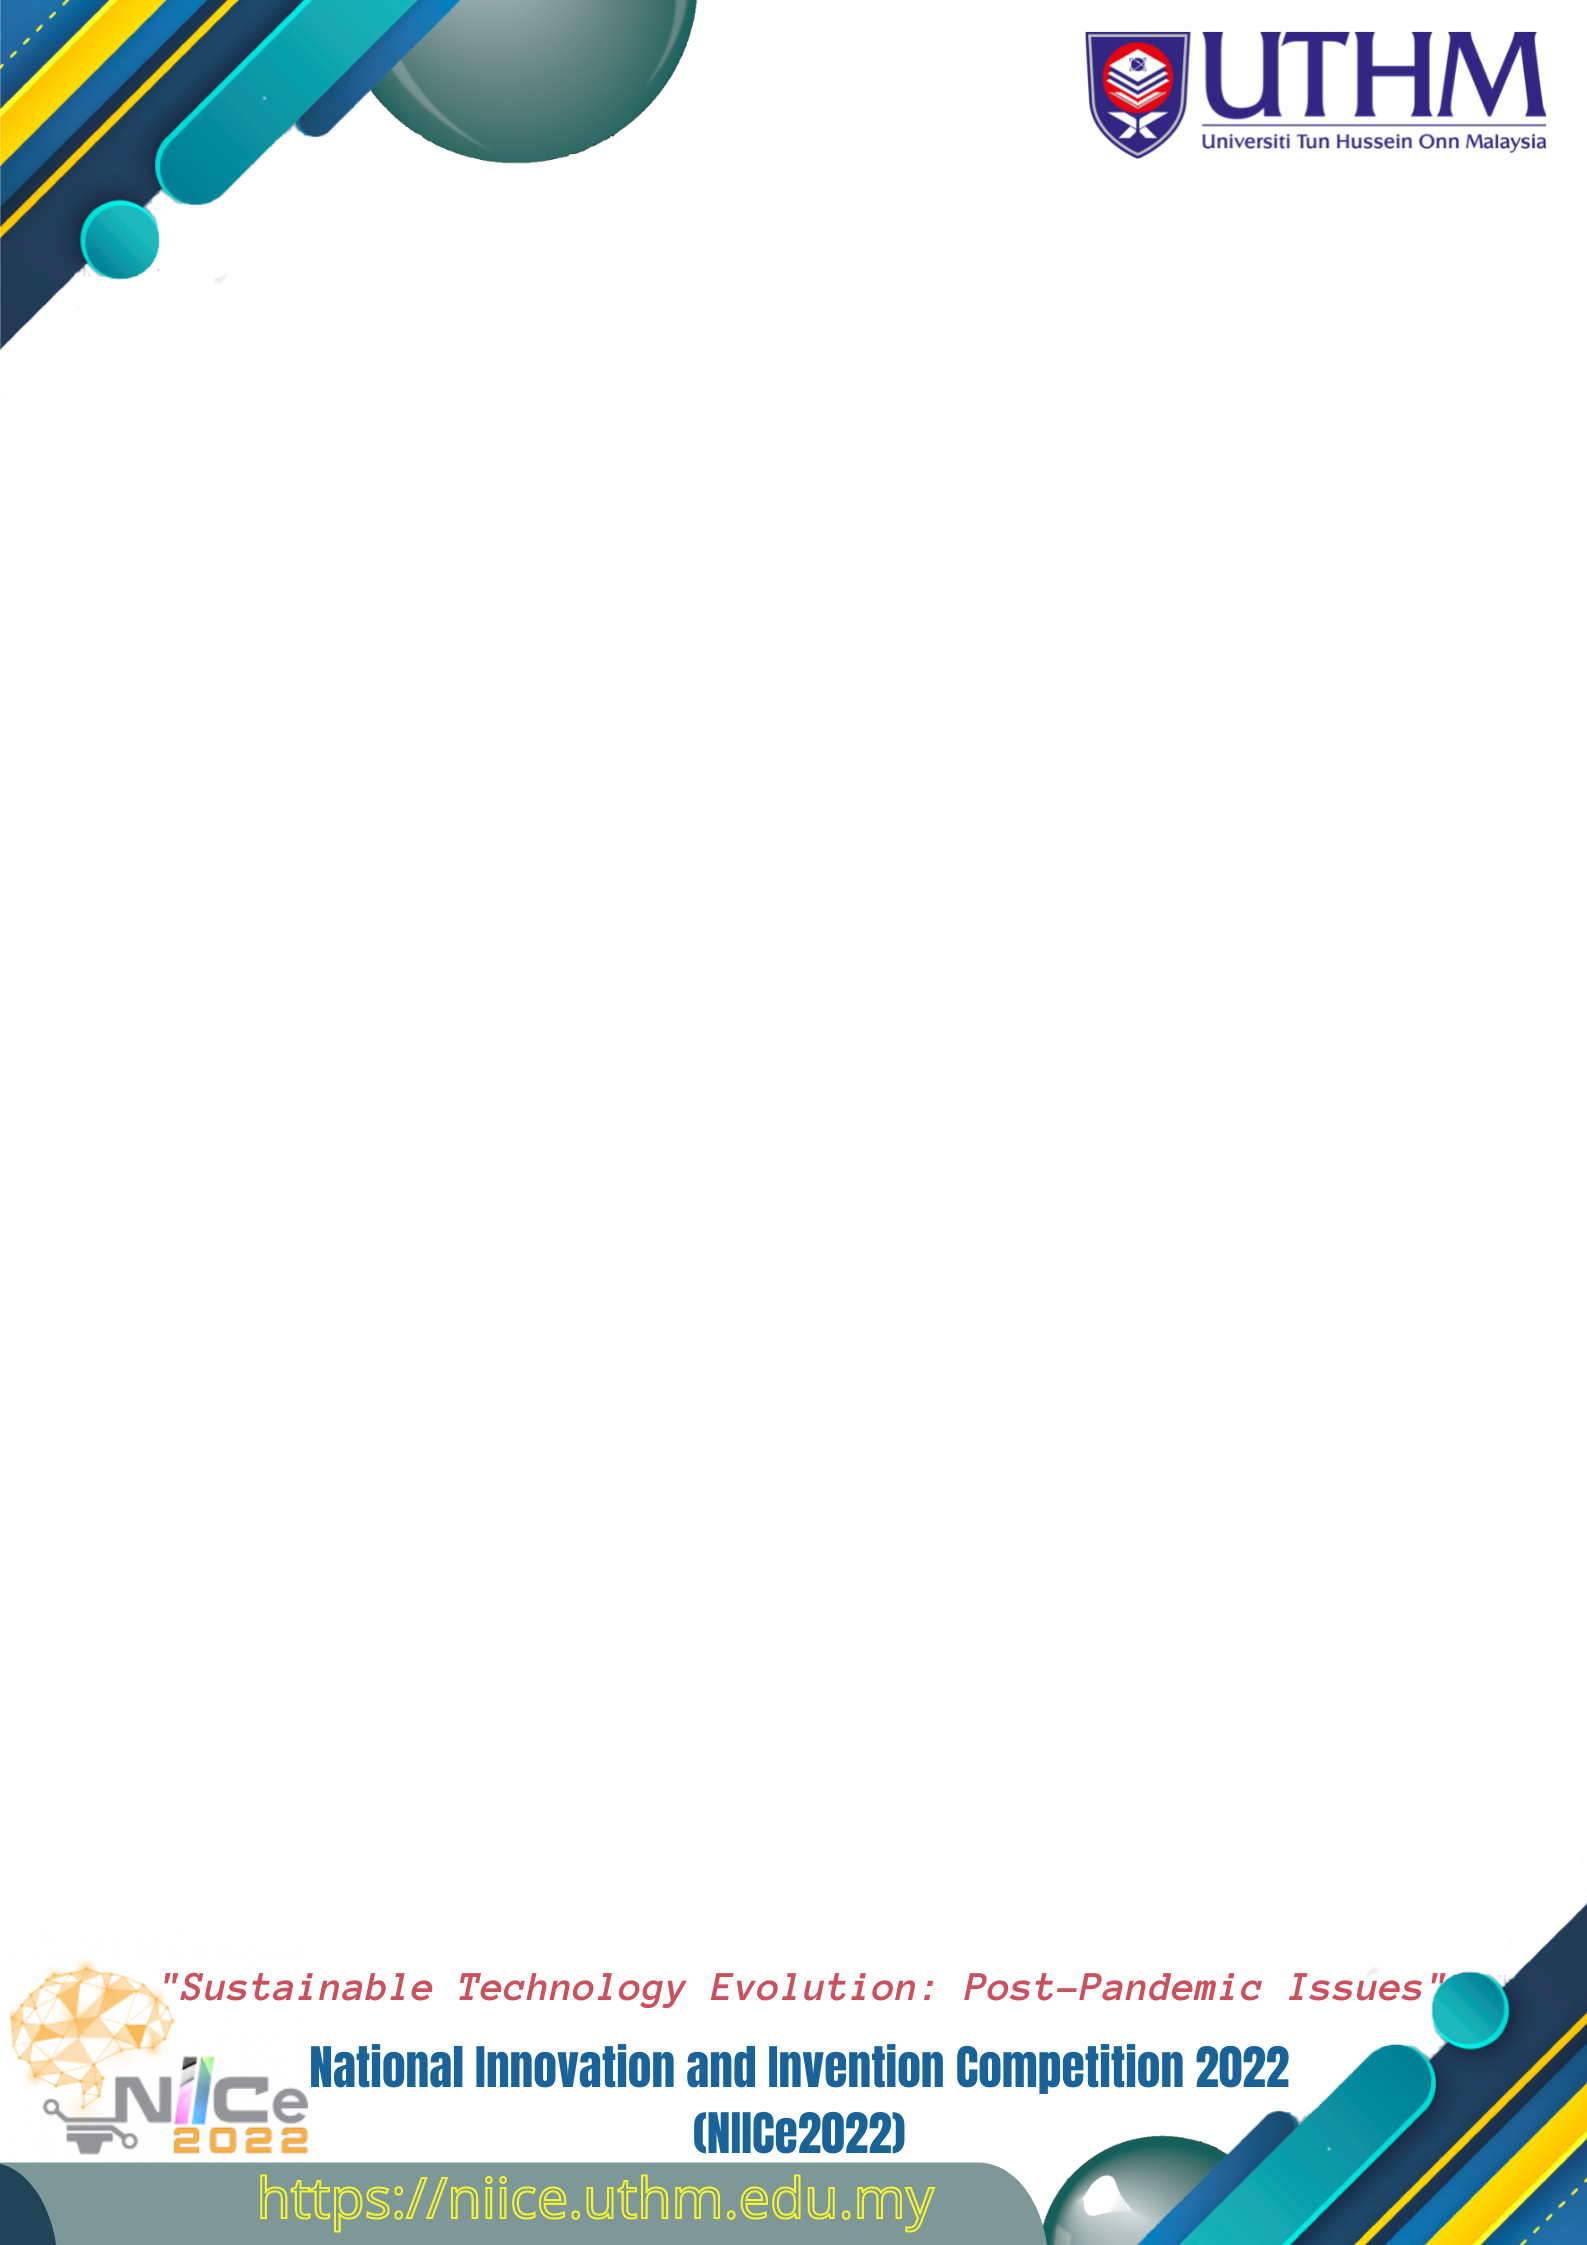 UTHM
Universiti Tun Hussein Onn Malaysia
"Sustainable Technology Evolution: Post-Pandemic Issues"
National Innovation and Invention Competition 2022
(NIICe2022)
NIICe
2022
https://niice.uthm.edu.my